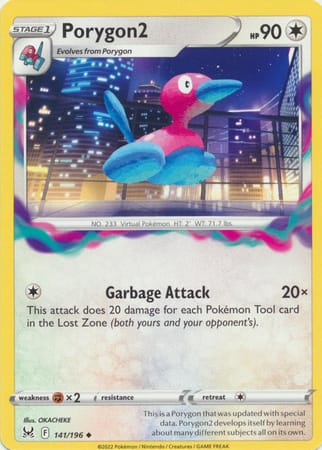 STAGE 1
Porygon2
HP 90
Evolves from Porygon
NO. 233 Virtual Pokémon HT: 2' WT: 71.7 lbs.
Garbage Attack 20×
This attack does 20 damage for each Pokémon Tool card
in the Lost Zone (both yours and your opponent's).
weakness ×2 resistance retreat
Illus. OKACHEKE
F 141/196
This is a Porygon that was updated with special
data. Porygon2 develops itself by learning
about many different subjects all on its own.
©2022 Pokémon / Nintendo / Creatures / GAME FREAK